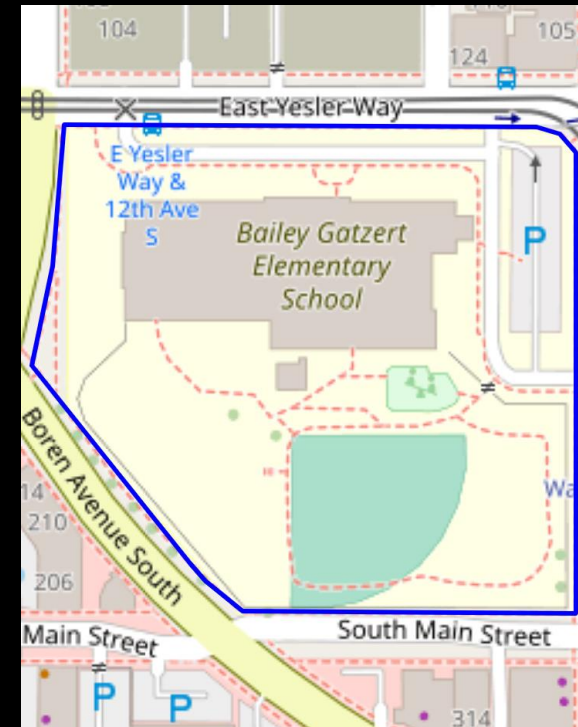 104
105
124
East Yesler Way
E Yesler
Way &
12th Ave
S
Bailey Gatzert
Elementary
School
P
Boren Avenue South
Wa
14
210
206
Main Street
South Main Street
P
P
314